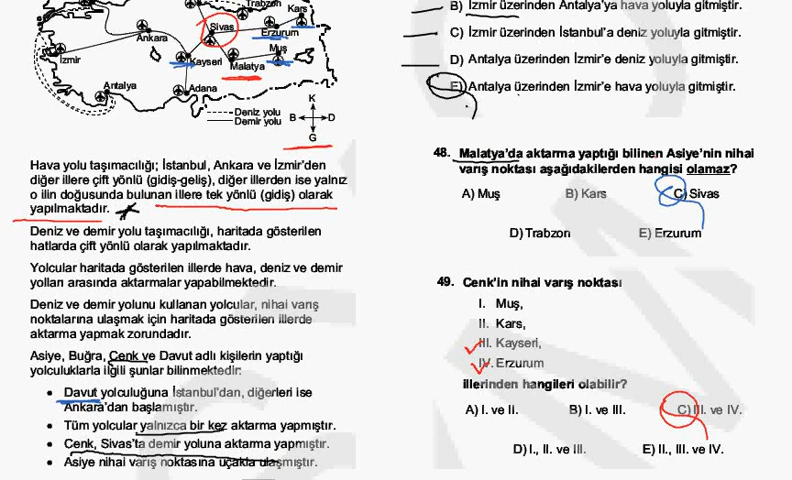 Trabzon
Kars
Sivas
Ankara
Erzurum
Muş
İzmir
Kayseri
Malatya
Antalya
Adana
K
Deniz yolu
Demir yolu
B
D
G
Hava yolu taşımacılığı; İstanbul, Ankara ve İzmir'den
diğer illere çift yönlü (gidiş-geliş), diğer illerden ise yalnız
o ilin doğusunda bulunan illere tek yönlü (gidiş) olarak
yapılmaktadır.
Deniz ve demir yolu taşımacılığı, haritada gösterilen
hatlarda çift yönlü olarak yapılmaktadır.
Yolcular haritada gösterilen illerde hava, deniz ve demir
yolları arasında aktarmalar yapabilmektedir.
Deniz ve demir yolunu kullanan yolcular, nihai varış
noktalarına ulaşmak için haritada gösterilen illerde
aktarma yapmak zorundadır.
Asiye, Buğra, Cenk ve Davut adlı kişilerin yaptığı
yolculuklarla ilgili şunlar bilinmektedir:
• Davut yolculuğuna İstanbul'dan, diğerleri ise
Ankara'dan başlamıştır.
• Tüm yolcular yalnızca bir kez aktarma yapmıştır.
• Cenk, Sivas'ta demir yoluna aktarma yapmıştır.
• Asiye nihai varış noktasına uçakla ulaşmıştır.
B) İzmir üzerinden Antalya'ya hava yoluyla gitmiştir.
C) İzmir üzerinden İstanbul'a deniz yoluyla gitmiştir.
D) Antalya üzerinden İzmir'e deniz yoluyla gitmiştir.
E) Antalya üzerinden İzmir'e hava yoluyla gitmiştir.
48. Malatya'da aktarma yaptığı bilinen Asiye'nin nihai
varış noktası aşağıdakilerden hangisi olamaz?
A) Muş B) Kars C) Sivas
D) Trabzon E) Erzurum
49. Cenk'in nihai varış noktası
I. Muş,
II. Kars,
III. Kayseri,
IV. Erzurum
illerinden hangileri olabilir?
A) I. ve II. B) I. ve III. C) III. ve IV.
D) I., II. ve III. E) II., III. ve IV.